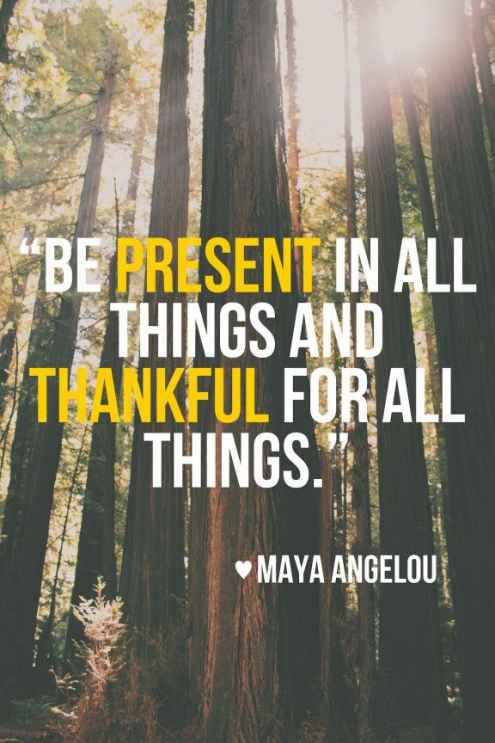 “BE PRESENT IN ALL
THINGS AND
THANKFUL FOR ALL
THINGS.”
♥ MAYA ANGELOU